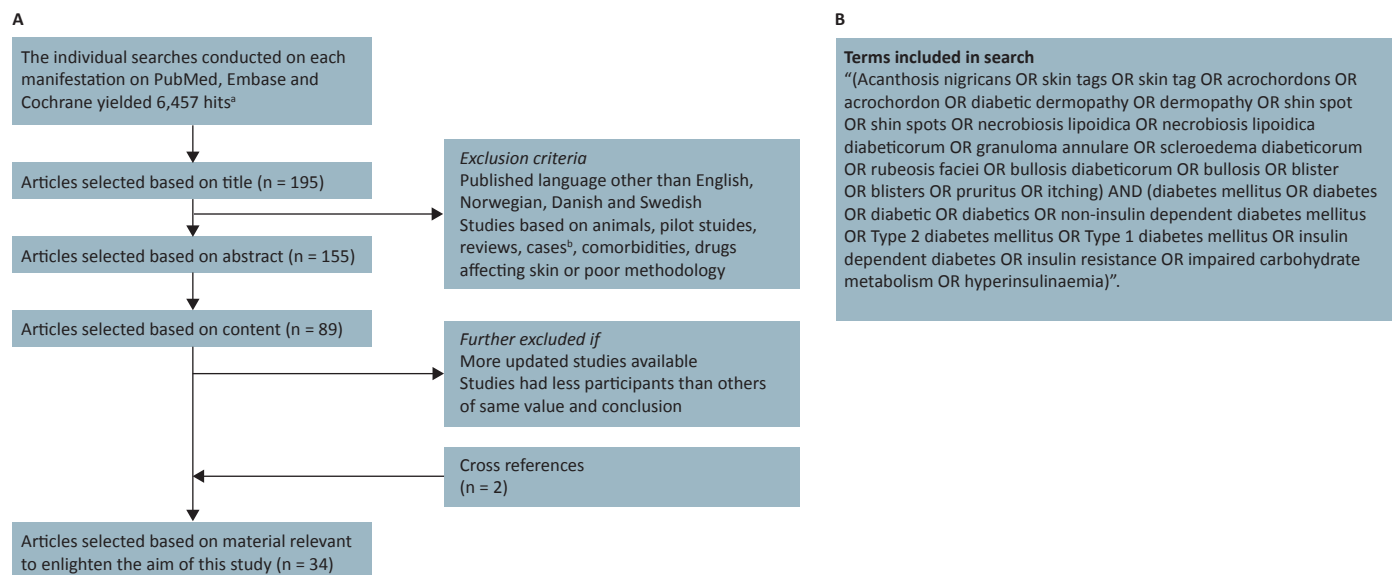 A
The individual searches conducted on each
manifestation on PubMed, Embase and
Cochrane yielded 6,457 hitsᵃ
Articles selected based on title (n = 195)
Exclusion criteria
Published language other than English,
Norwegian, Danish and Swedish
Studies based on animals, pilot stuides,
reviews, casesᵇ, comorbidities, drugs
affecting skin or poor methodology
Articles selected based on abstract (n = 155)
Articles selected based on content (n = 89)
Further excluded if
More updated studies available
Studies had less participants than others
of same value and conclusion
Cross references
(n = 2)
Articles selected based on material relevant
to enlighten the aim of this study (n = 34)
B
Terms included in search
“(Acanthosis nigricans OR skin tags OR skin tag OR acrochordons OR
acrochordon OR diabetic dermopathy OR dermopathy OR shin spot
OR shin spots OR necrobiosis lipoidica OR necrobiosis lipoidica
diabeticorum OR granuloma annulare OR scleroedema diabeticorum
OR rubeosis faciei OR bullosis diabeticorum OR bullosis OR blister
OR blisters OR pruritus OR itching) AND (diabetes mellitus OR diabetes
OR diabetic OR diabetics OR non-insulin dependent diabetes mellitus
OR Type 2 diabetes mellitus OR Type 1 diabetes mellitus OR insulin
dependent diabetes OR insulin resistance OR impaired carbohydrate
metabolism OR hyperinsulinaemia)”.